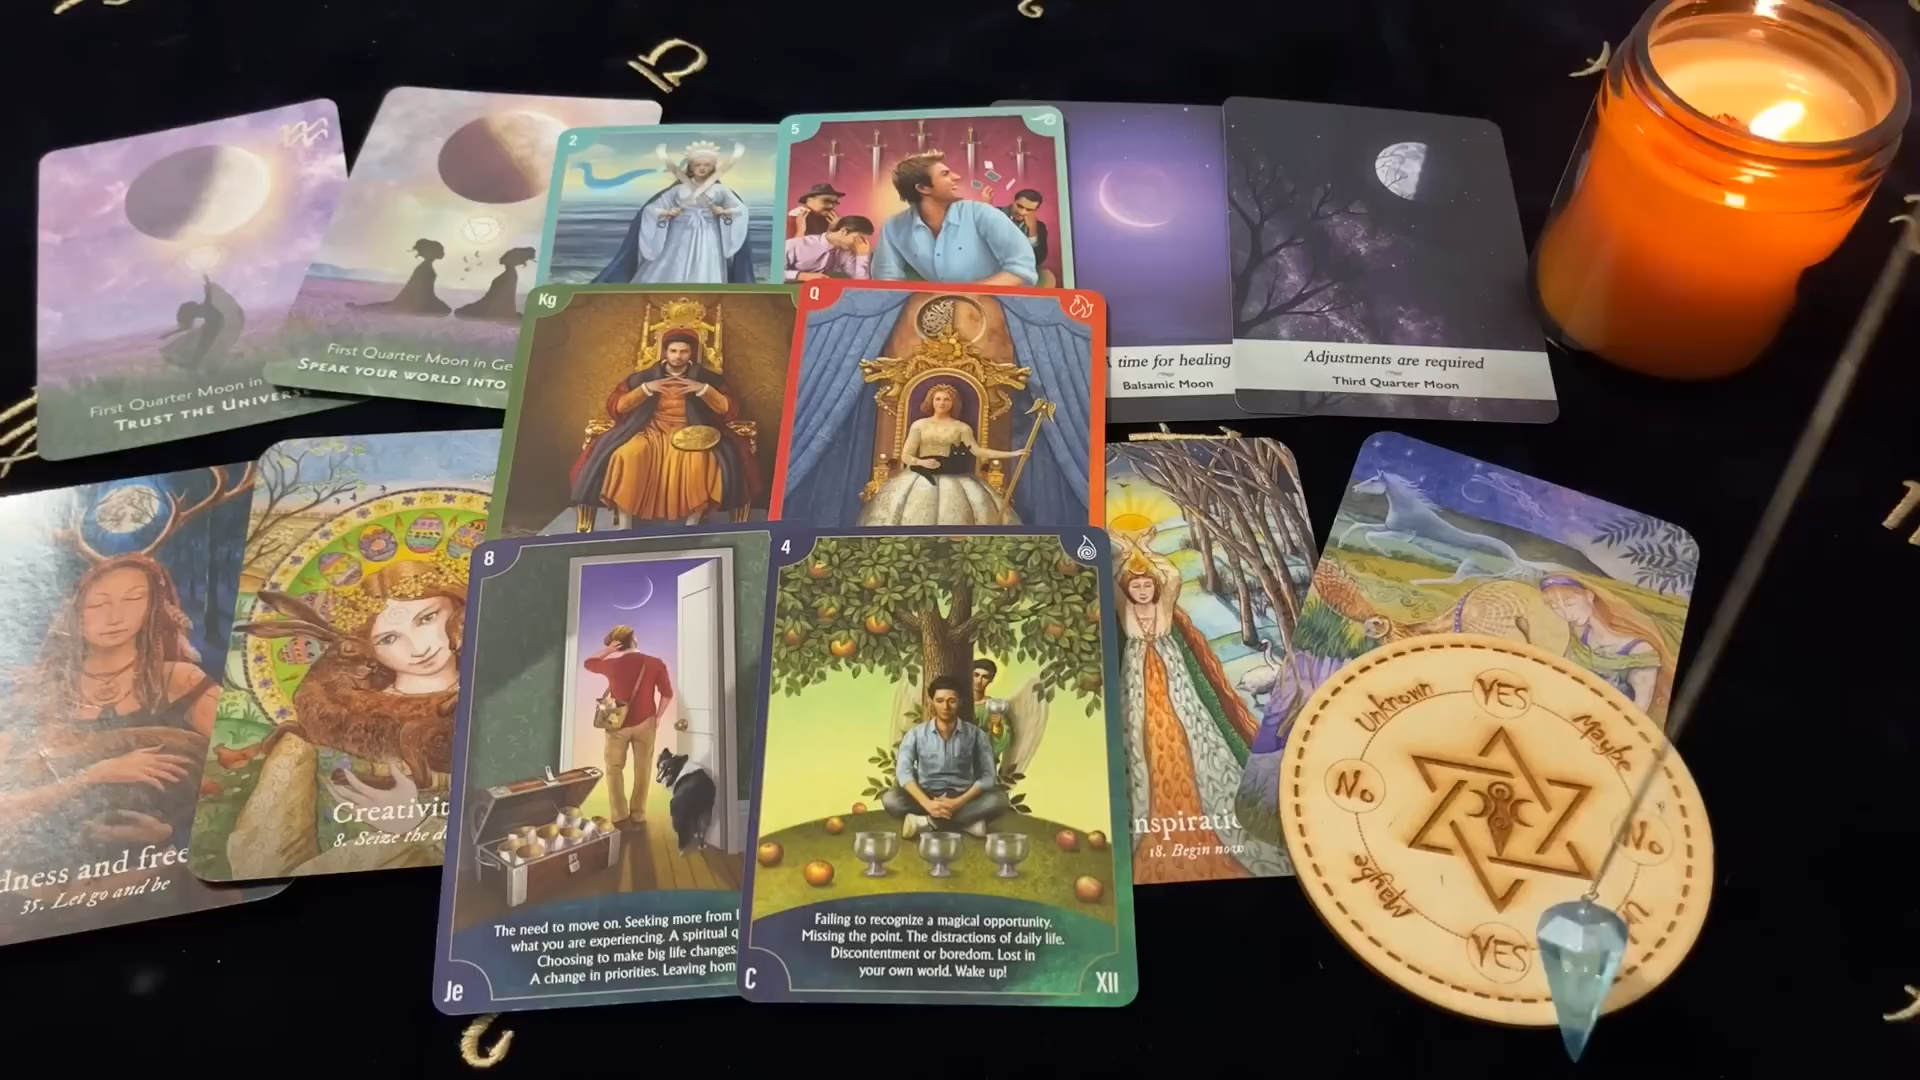 First Quarter Moon in
TRUST THE UNIVERSE
First Quarter Moon in Ge
SPEAK YOUR WORLD INTO
2
5
A time for healing
Balsamic Moon
Adjustments are required
Third Quarter Moon
Kg
Q
dness and free
35. Let go and be
Creativit
8. Seize the d
8
The need to move on. Seeking more from l
what you are experiencing. A spiritual q
Choosing to make big life changes.
A change in priorities. Leaving hom
Je
4
Failing to recognize a magical opportunity.
Missing the point. The distractions of daily life.
Discontentment or boredom. Lost in
your own world. Wake up!
C
XII
nspiratio
18. Begin now
Unknown
YES
Maybe
No
No
Maybe
YES
Un